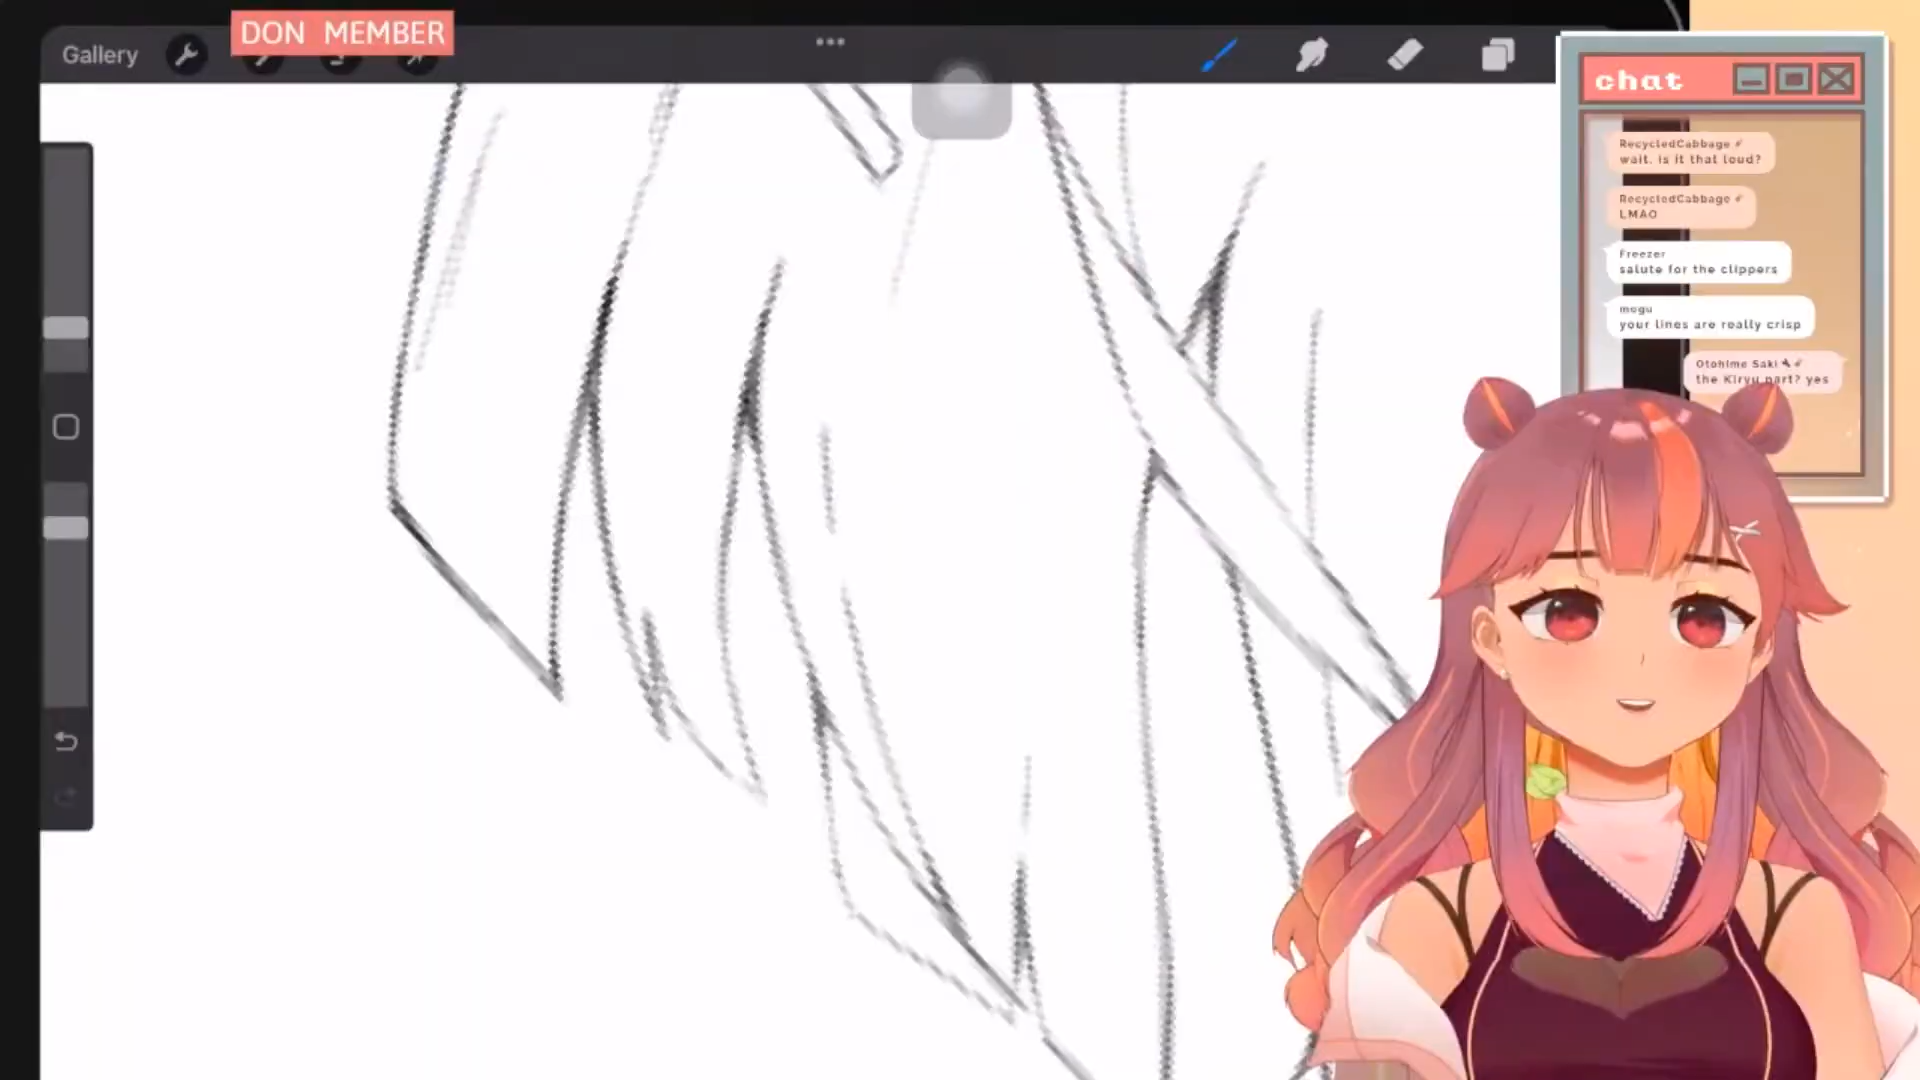 DON MEMBER
Gallery
chat
RecycledCabbage
wait. is it that loud?
RecycledCabbage
LMAO
Freezer
salute for the clippers
mogu
your lines are really crisp
Otohime Saki
the Kiryu part? yes